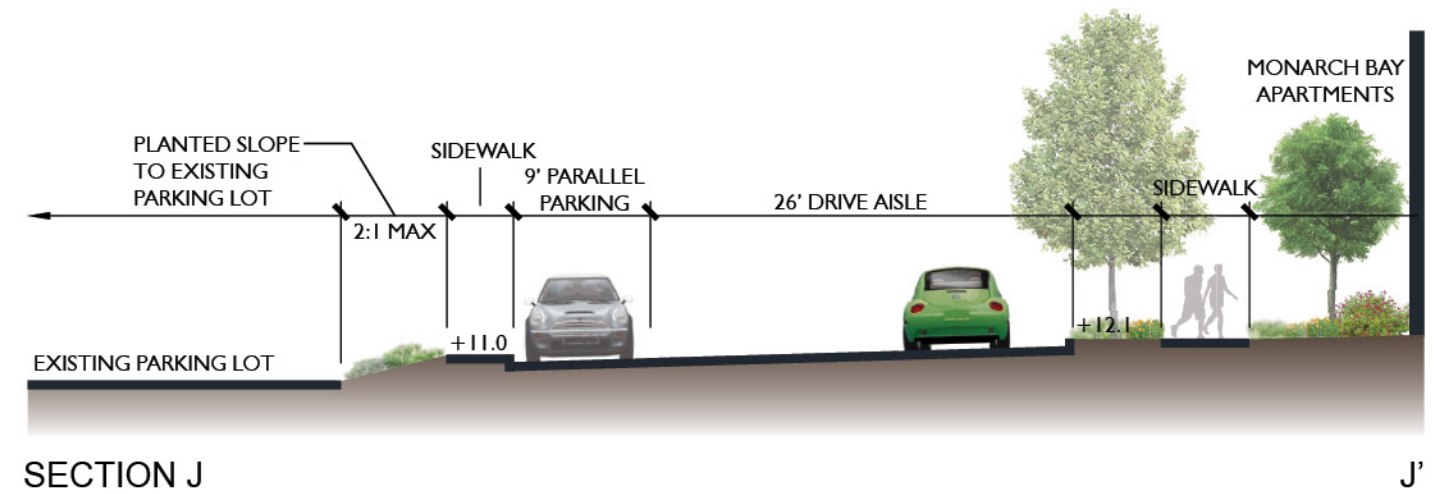 MONARCH BAY
APARTMENTS
PLANTED SLOPE
TO EXISTING
PARKING LOT
SIDEWALK
9' PARALLEL
PARKING
26' DRIVE AISLE
SIDEWALK
2:1 MAX
+11.0
+12.1
EXISTING PARKING LOT
SECTION J
J’